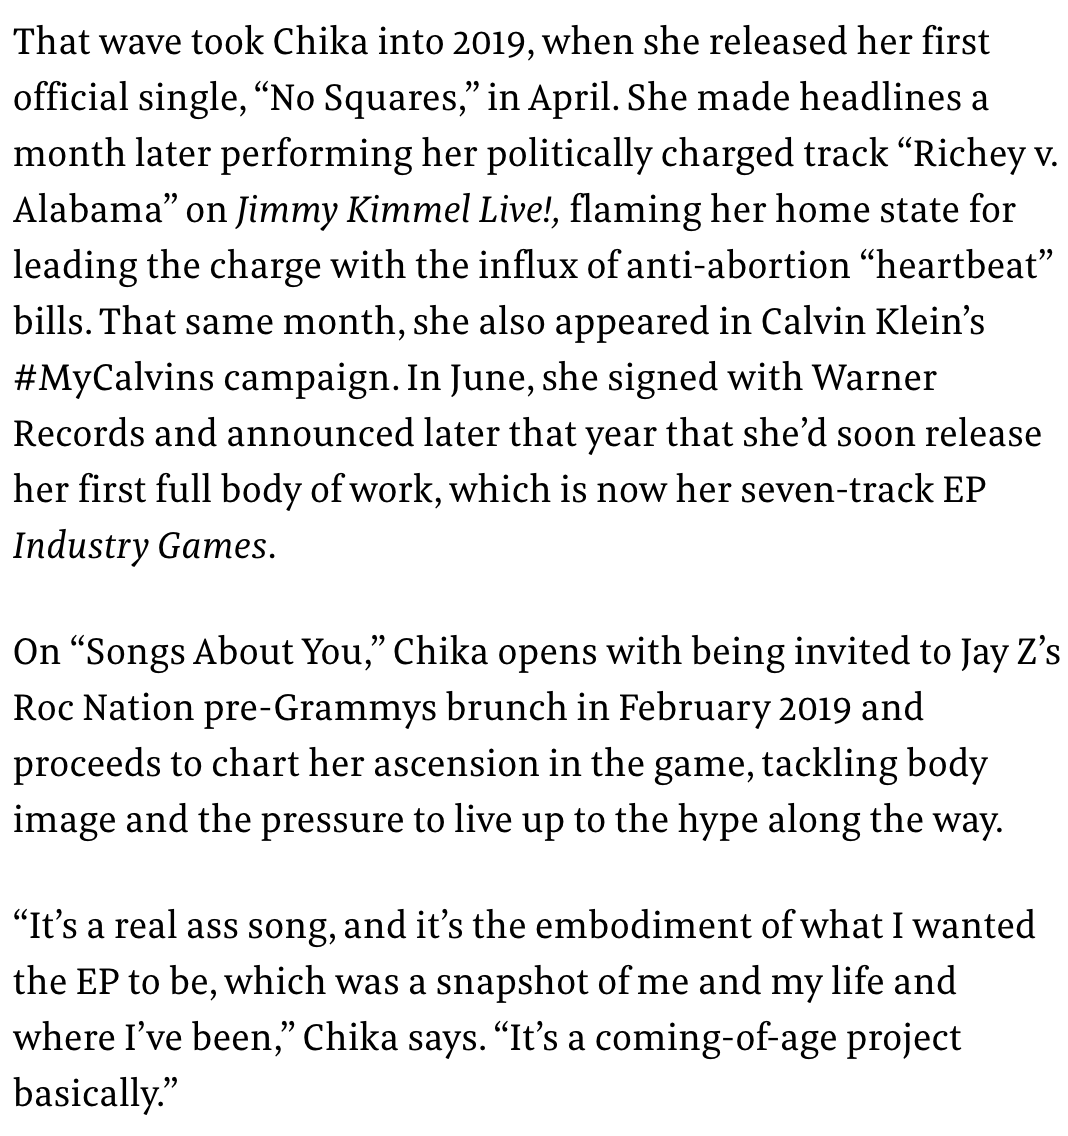 That wave took Chika into 2019, when she released her first
official single, “No Squares,” in April. She made headlines a
month later performing her politically charged track “Richey v.
Alabama” on Jimmy Kimmel Live!, flaming her home state for
leading the charge with the influx of anti-abortion “heartbeat”
bills. That same month, she also appeared in Calvin Klein’s
#MyCalvins campaign. In June, she signed with Warner
Records and announced later that year that she’d soon release
her first full body of work, which is now her seven-track EP
Industry Games.
On “Songs About You,” Chika opens with being invited to Jay Z’s
Roc Nation pre-Grammys brunch in February 2019 and
proceeds to chart her ascension in the game, tackling body
image and the pressure to live up to the hype along the way.
“It’s a real ass song, and it’s the embodiment of what I wanted
the EP to be, which was a snapshot of me and my life and
where I’ve been,” Chika says. “It’s a coming-of-age project
basically.”